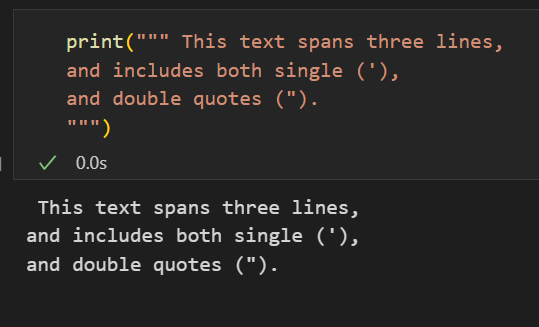 print(""" This text spans three lines,
and includes both single ('),
and double quotes (").
""")
0.0s
 This text spans three lines,
and includes both single ('),
and double quotes (").